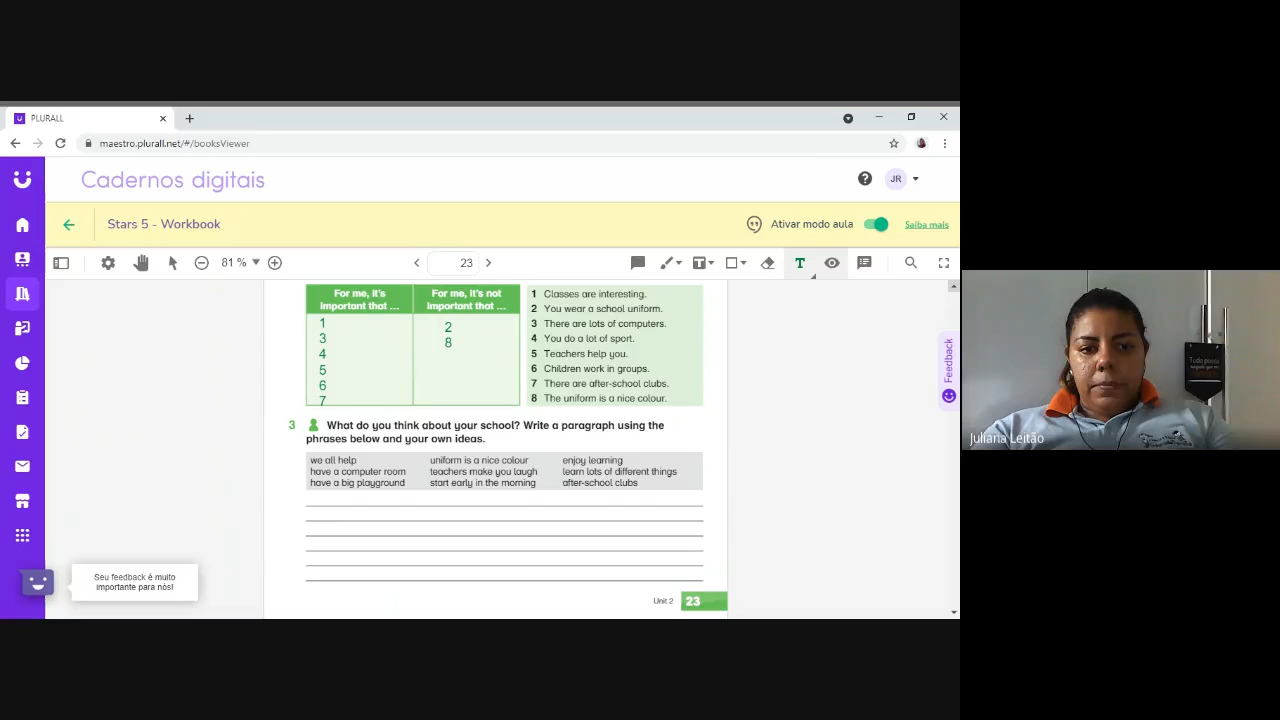 PLURALL
maestro.plurall.net/#/booksViewer
Cadernos digitais
JR
Stars 5 - Workbook
Ativar modo aula
Saiba mais
81 %
23
For me, it's important that ...
For me, it's not important that ...
1
3
4
5
6
7
2
8
1 Classes are interesting.
2 You wear a school uniform.
3 There are lots of computers.
4 You do a lot of sport.
5 Teachers help you.
6 Children work in groups.
7 There are after-school clubs.
8 The uniform is a nice colour.
3 What do you think about your school? Write a paragraph using the
phrases below and your own ideas.
we all help uniform is a nice colour enjoy learning
have a computer room teachers make you laugh learn lots of different things
have a big playground start early in the morning after-school clubs
Unit 2 23
Feedback
Seu feedback é muito
importante para nós!
Juliana Leitão